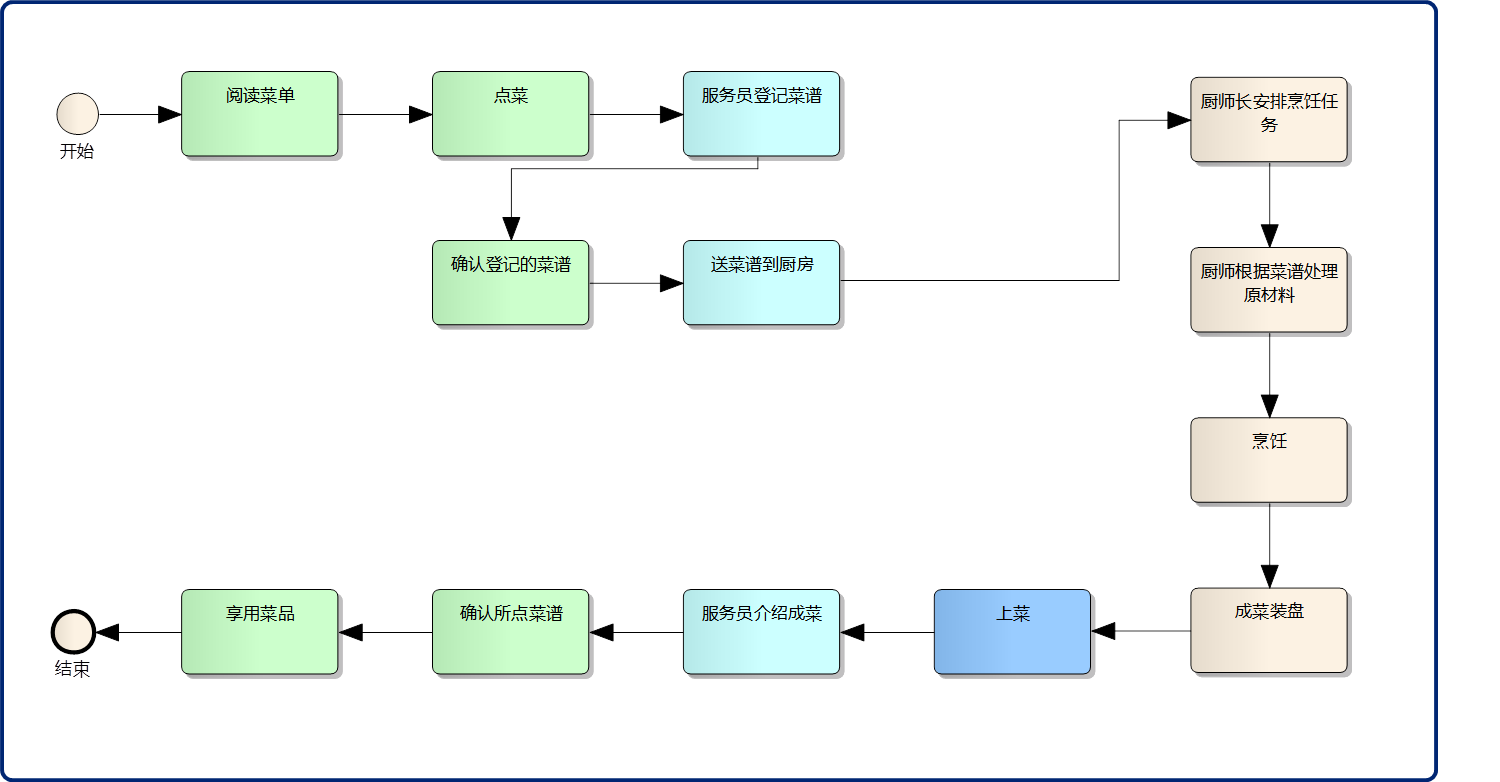 开始
阅读菜单
点菜
服务员登记菜谱
确认登记的菜谱
送菜谱到厨房
厨师长安排烹饪任
务
厨师根据菜谱处理
原材料
烹饪
成菜装盘
上菜
服务员介绍成菜
确认所点菜谱
享用菜品
结束